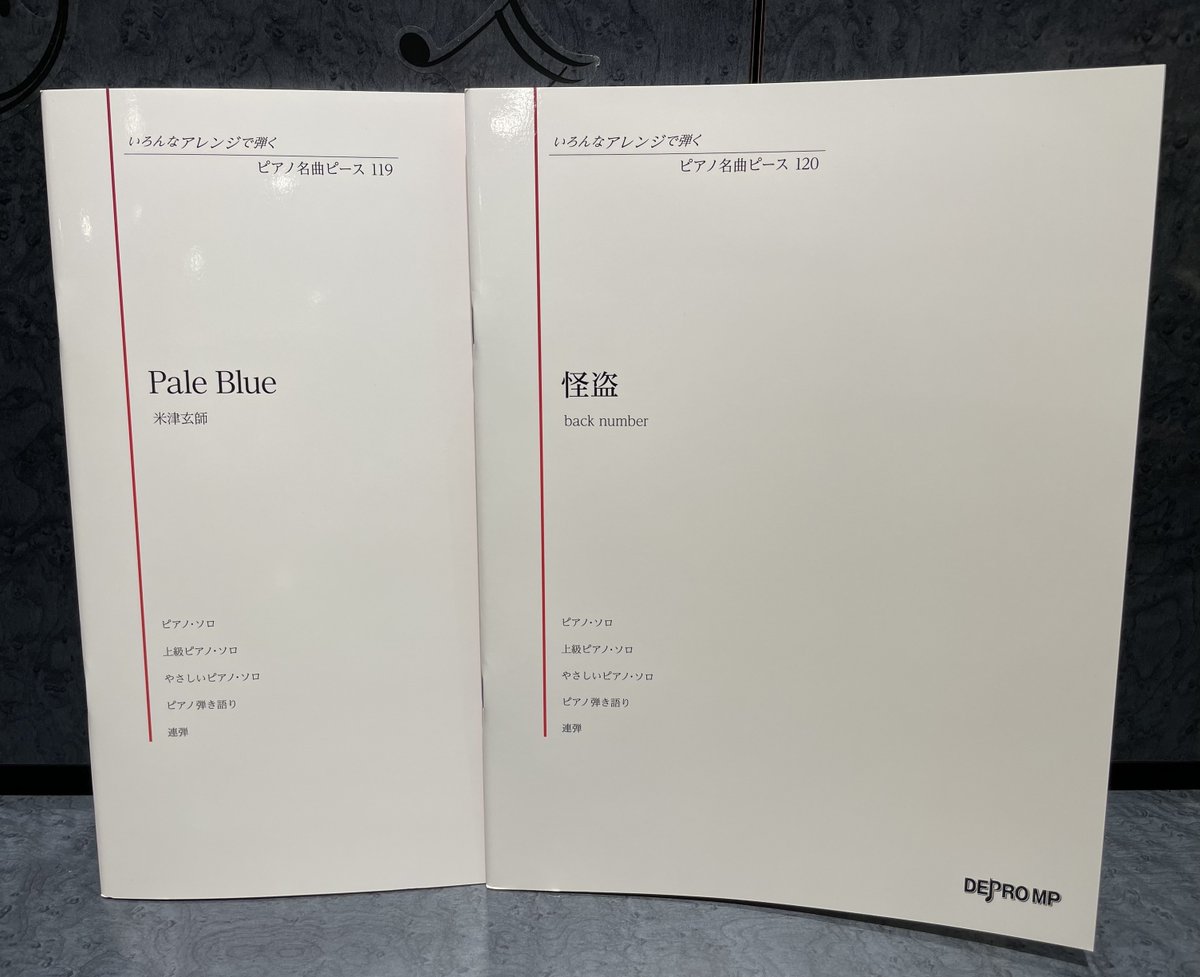 いろんなアレンジで弾く
ピアノ名曲ピース 119
Pale Blue
米津玄師
ピアノ・ソロ
上級ピアノ・ソロ
やさしいピアノ・ソロ
ピアノ弾き語り
連弾
いろんなアレンジで弾く
ピアノ名曲ピース 120
怪盗
back number
ピアノ・ソロ
上級ピアノ・ソロ
やさしいピアノ・ソロ
ピアノ弾き語り
連弾
DEPRO MP